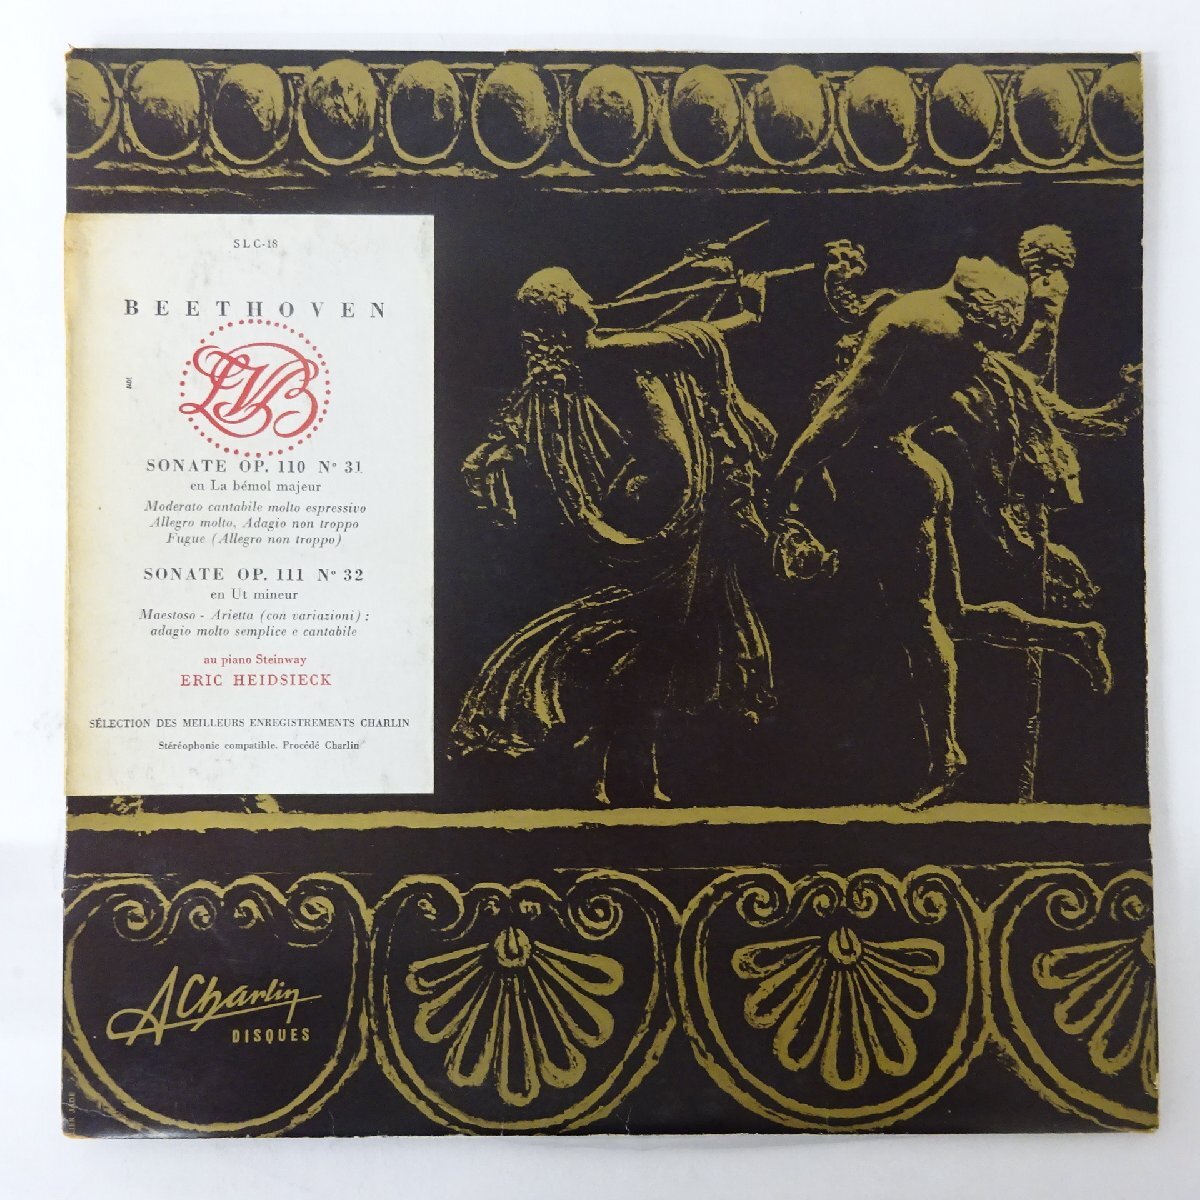 SLC-18
BEETHOVEN
LVB
SONATE OP. 110 N° 31
en La bémol majeur
Moderato cantabile molto espressivo
Allegro molto, Adagio non troppo
Fugue (Allegro non troppo)
SONATE OP. 111 N° 32
en Ut mineur
Maestoso - Arietta (con variazioni) :
adagio molto semplice e cantabile
au piano Steinway
ERIC HEIDSIECK
SÉLECTION DES MEILLEURS ENREGISTREMENTS CHARLIN
Stéréophonie compatible. Procédé Charlin
A Charlin
DISQUES